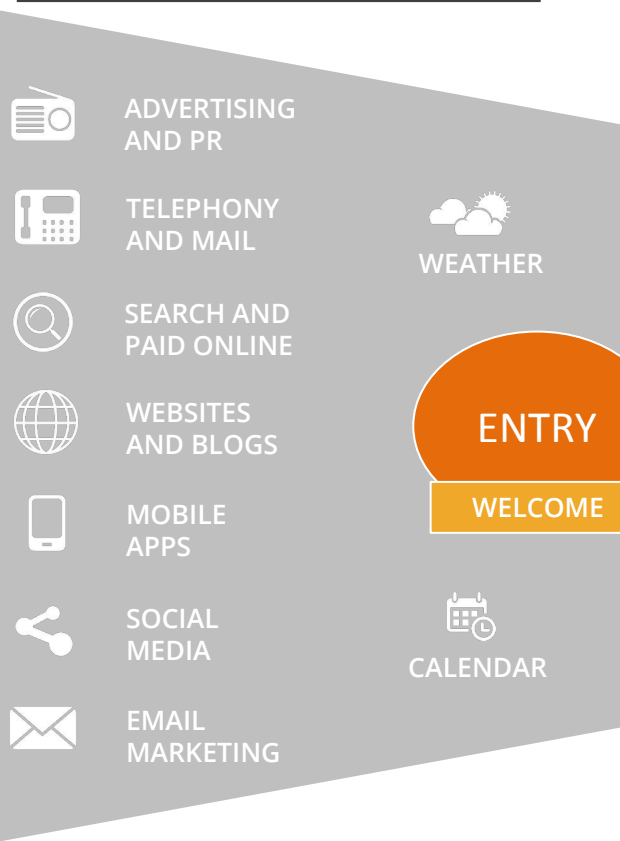 ADVERTISING
AND PR
TELEPHONY
AND MAIL
SEARCH AND
PAID ONLINE
WEBSITES
AND BLOGS
MOBILE
APPS
SOCIAL
MEDIA
EMAIL
MARKETING
WEATHER
ENTRY
WELCOME
CALENDAR